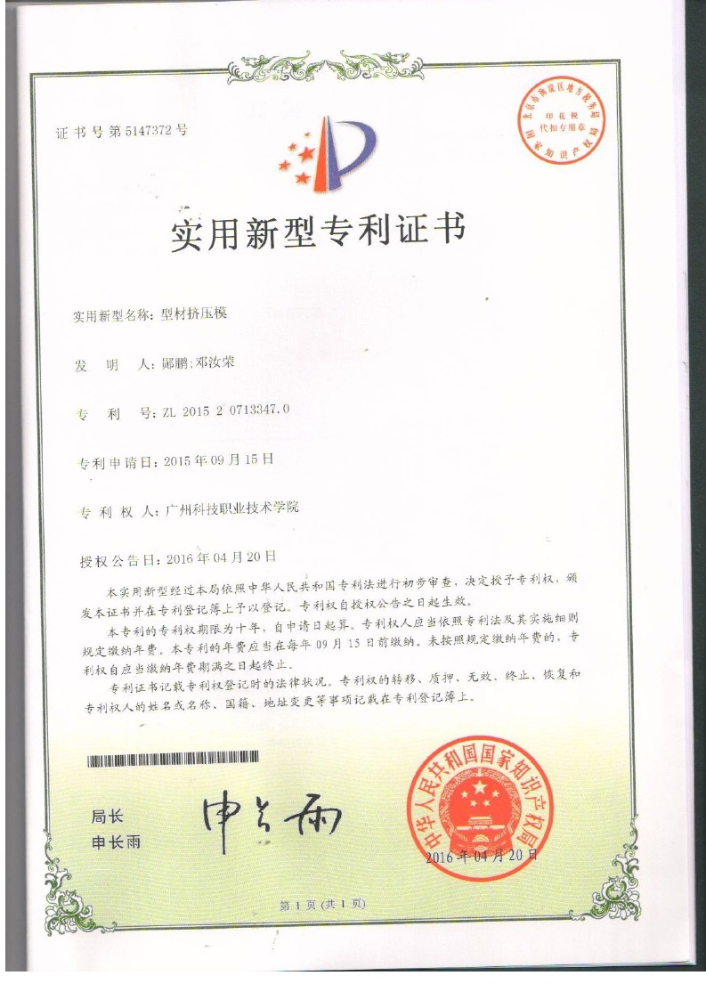 证书号第5147372号
北京市海淀区地方税务局
印花税
代扣专用章
国家知识产权局
实用新型专利证书
实用新型名称：型材挤压模
发明人：郧鹏;邓汝荣
专利号：ZL 2015 2 0713347.0
专利申请日：2015年09月15日
专利权人：广州科技职业技术学院
授权公告日：2016年04月20日
本实用新型经过本局依照中华人民共和国专利法进行初步审查，决定授予专利权，颁
发本证书并在专利登记簿上予以登记。专利权自授权公告之日起生效。
本专利的专利权期限为十年，自申请日起算。专利权人应当依照专利法及其实施细则
规定缴纳年费。本专利的年费应当在每年09月15日前缴纳。未按照规定缴纳年费的，专
利权自应当缴纳年费期满之日起终止。
专利证书记载专利权登记时的法律状况。专利权的转移、质押、无效、终止、恢复和
专利权人的姓名或名称、国籍、地址变更等事项记载在专利登记簿上。
局长
申长雨
申长雨
中华人民共和国国家知识产权局
2016年04月20日
第1页(共1页)